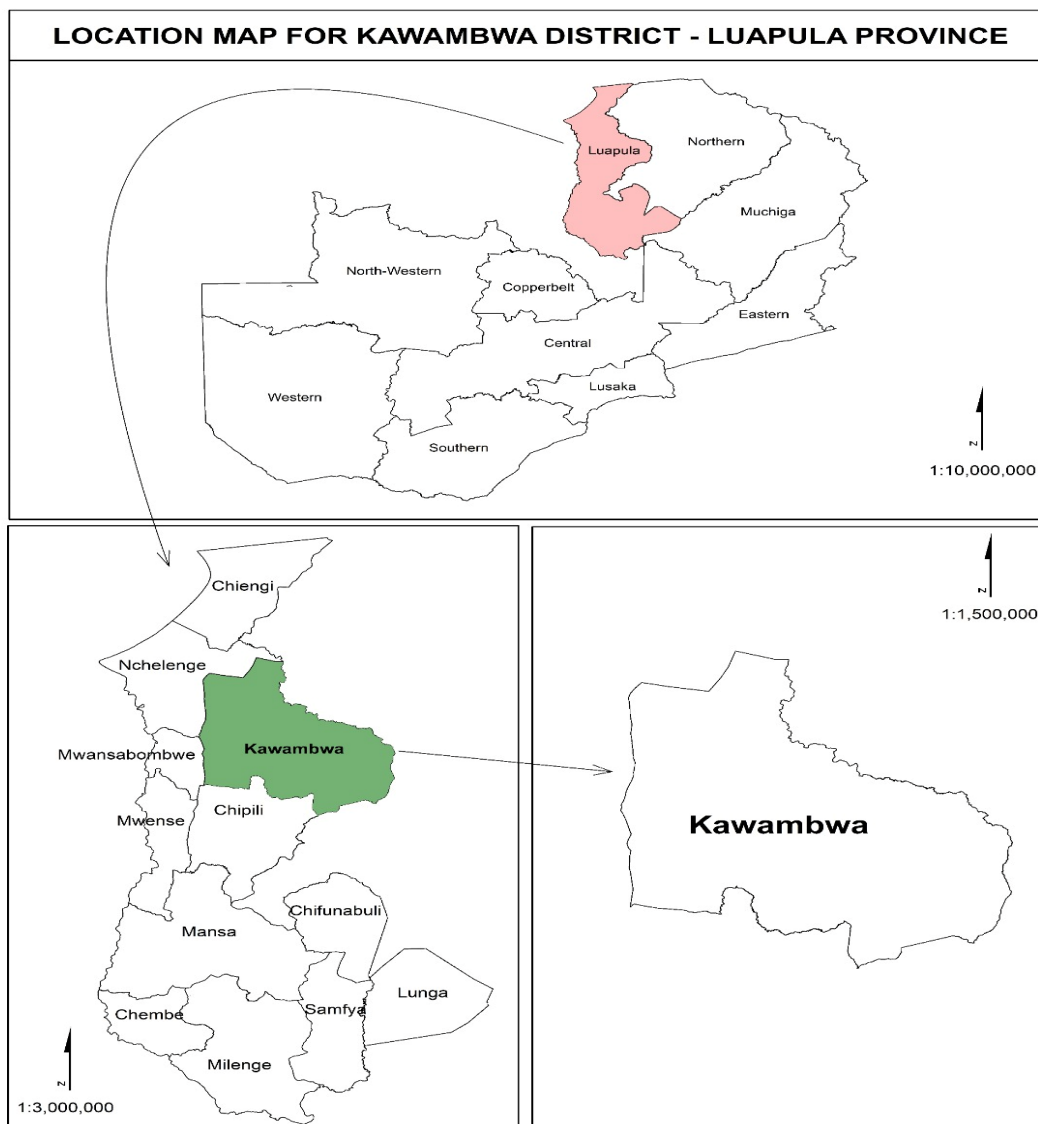 LOCATION MAP FOR KAWAMBWA DISTRICT - LUAPULA PROVINCE
Luapula
Northern
Muchiga
North-Western
Copperbelt
Eastern
Central
Lusaka
Western
Southern
N
1:10,000,000
Chiengi
Nchelenge
Mwansabombwe
Kawambwa
Mwense
Chipili
Chifunabuli
Mansa
Lunga
Chembe
Samfya
Milenge
N
1:3,000,000
N
1:1,500,000
Kawambwa